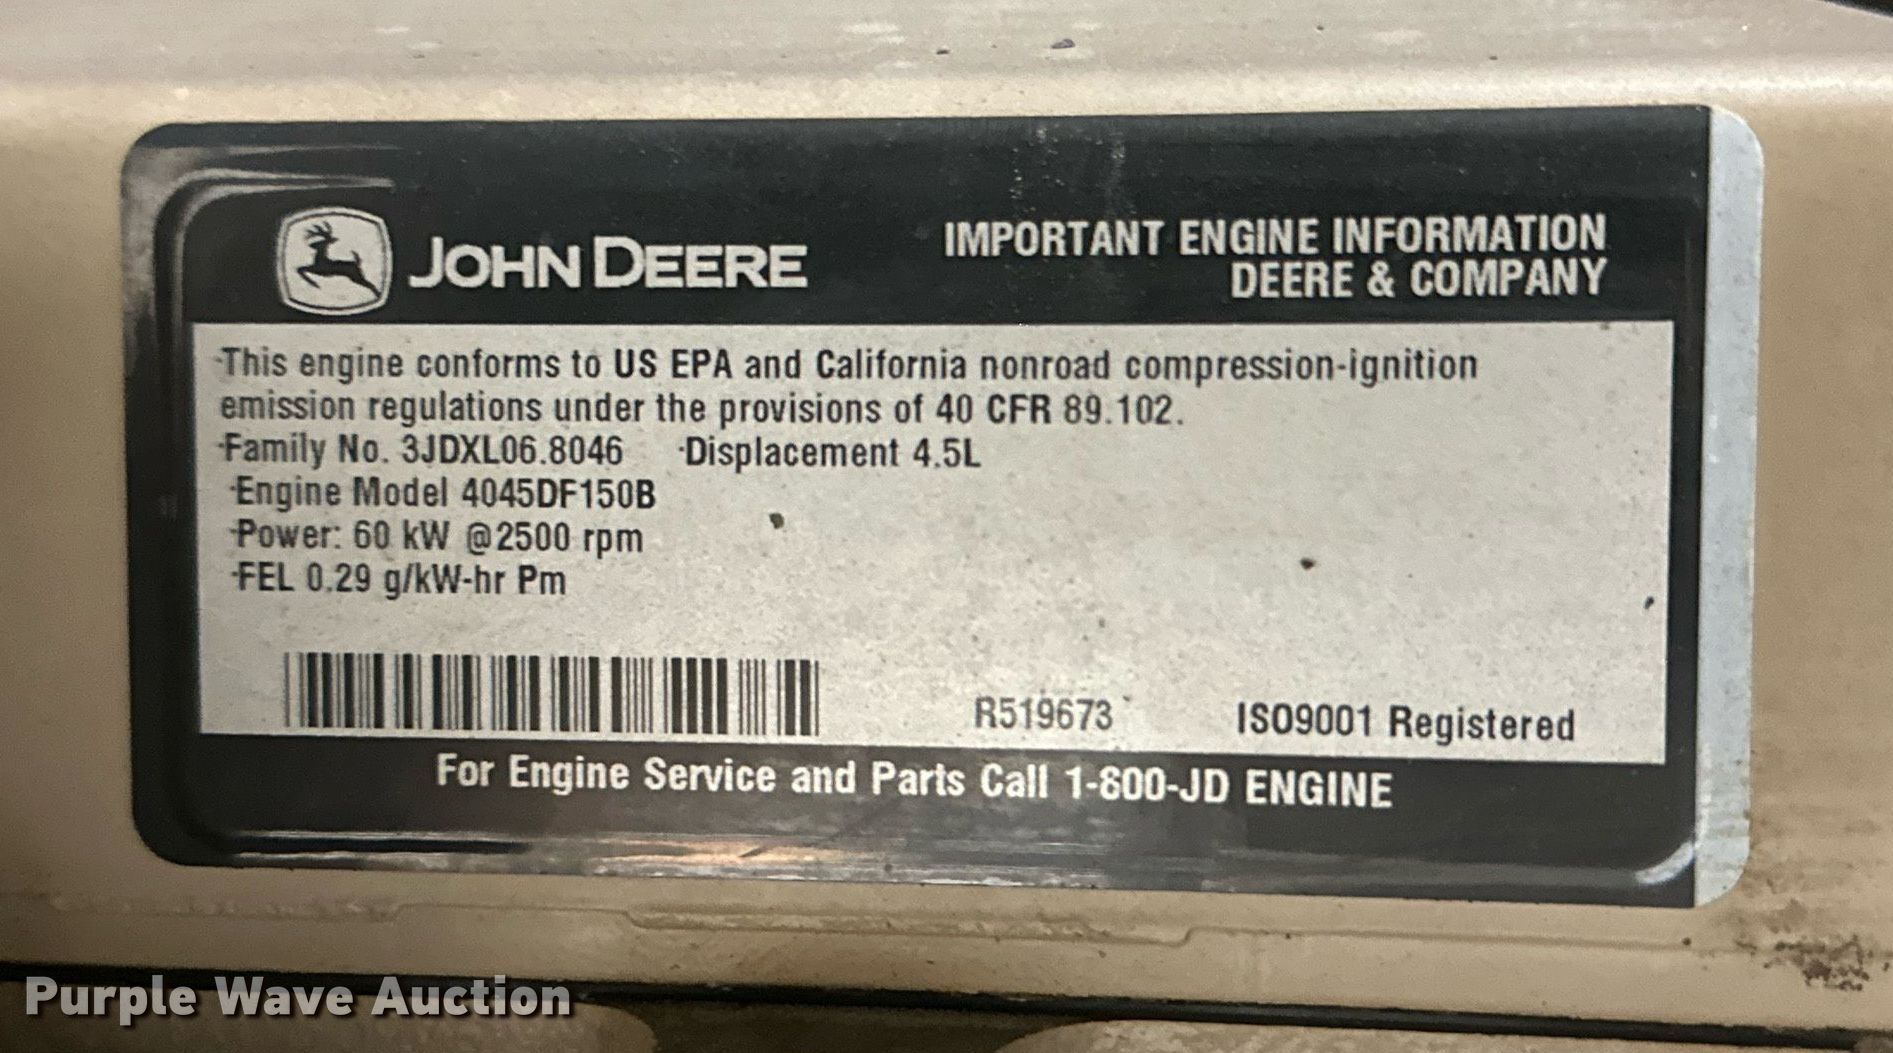 JOHN DEERE
IMPORTANT ENGINE INFORMATION
DEERE & COMPANY
·This engine conforms to US EPA and California nonroad compression-ignition
emission regulations under the provisions of 40 CFR 89.102.
·Family No. 3JDXL06.8046 ·Displacement 4.5L
·Engine Model 4045DF150B
·Power: 60 kW @2500 rpm
·FEL 0.29 g/kW-hr Pm
R519673 ISO9001 Registered
For Engine Service and Parts Call 1-800-JD ENGINE
Purple Wave Auction